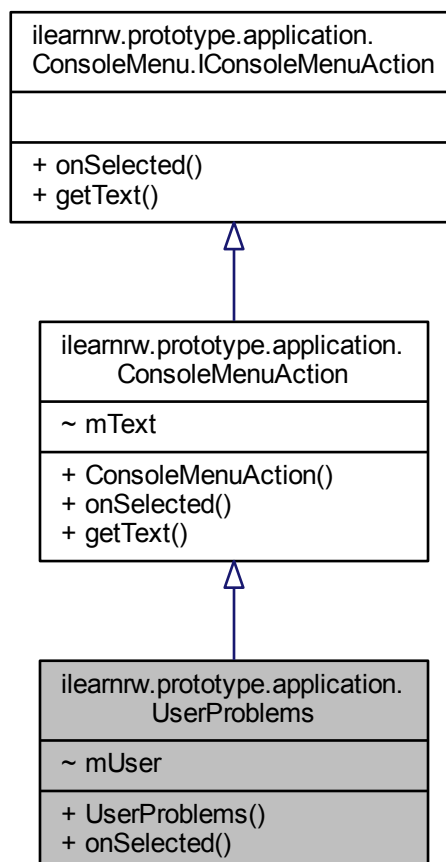 ilearnrw.prototype.application.
ConsoleMenu.IConsoleMenuAction
+ onSelected()
+ getText()
ilearnrw.prototype.application.
ConsoleMenuAction
~ mText
+ ConsoleMenuAction()
+ onSelected()
+ getText()
ilearnrw.prototype.application.
UserProblems
~ mUser
+ UserProblems()
+ onSelected()